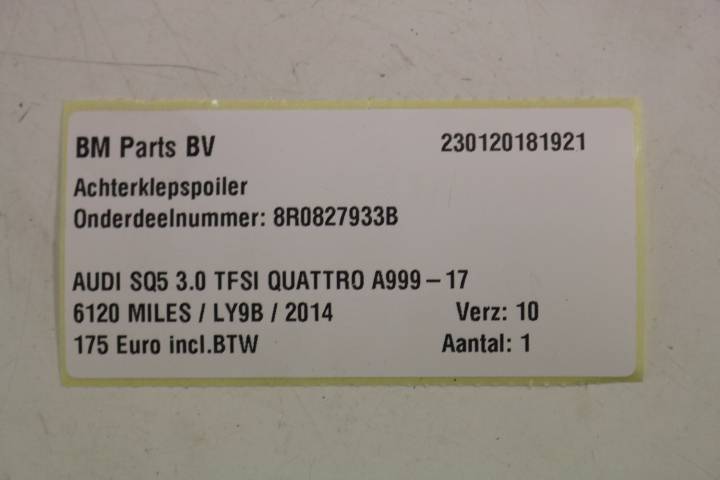 BM Parts BV 230120181921
Achterklepspoiler
Onderdeelnummer: 8R0827933B
AUDI SQ5 3.0 TFSI QUATTRO A999 – 17
6120 MILES / LY9B / 2014 Verz: 10
175 Euro incl.BTW Aantal: 1